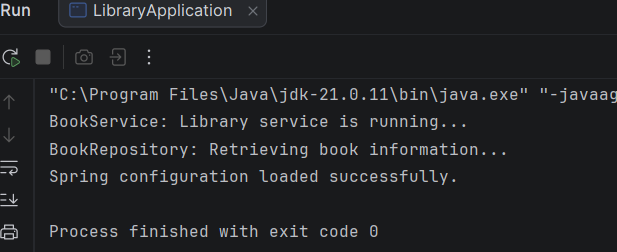 Run
LibraryApplication
"C:\Program Files\Java\jdk-21.0.11\bin\java.exe" "-javaag
BookService: Library service is running...
BookRepository: Retrieving book information...
Spring configuration loaded successfully.
Process finished with exit code 0